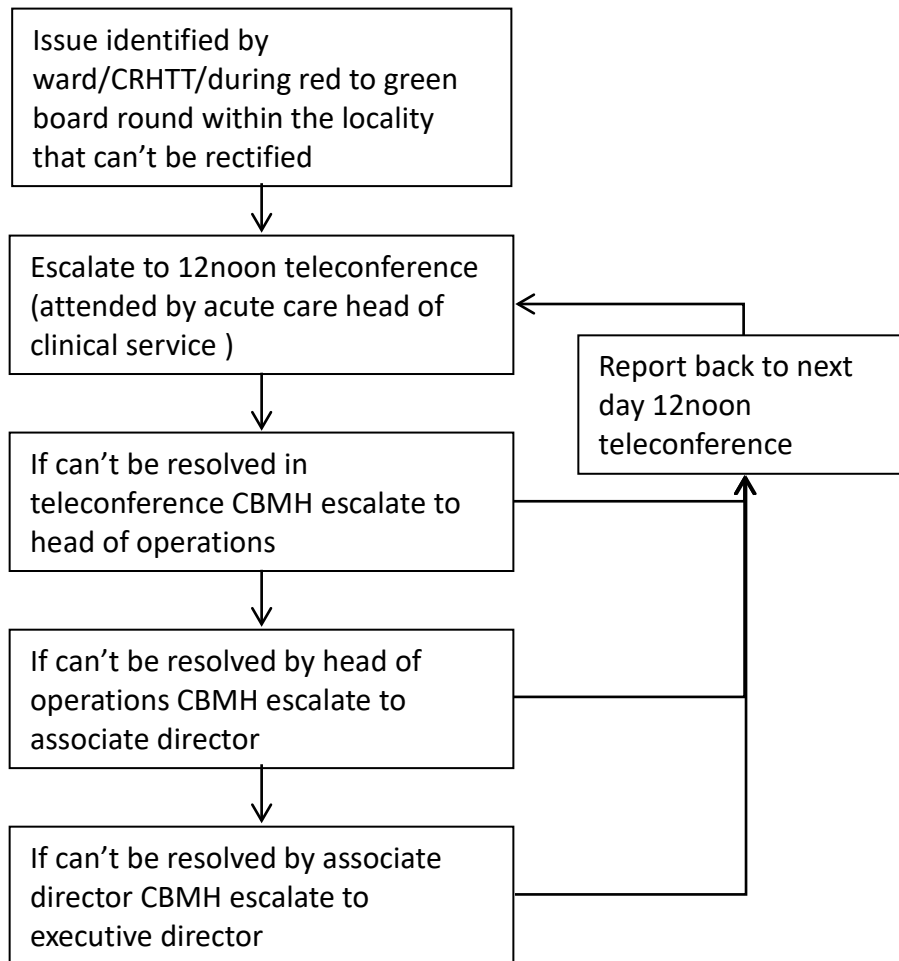 Issue identified by
ward/CRHTT/during red to green
board round within the locality
that can’t be rectified
Escalate to 12noon teleconference
(attended by acute care head of
clinical service )
Report back to next
day 12noon
teleconference
If can’t be resolved in
teleconference CBMH escalate to
head of operations
If can’t be resolved by head of
operations CBMH escalate to
associate director
If can’t be resolved by associate
director CBMH escalate to
executive director